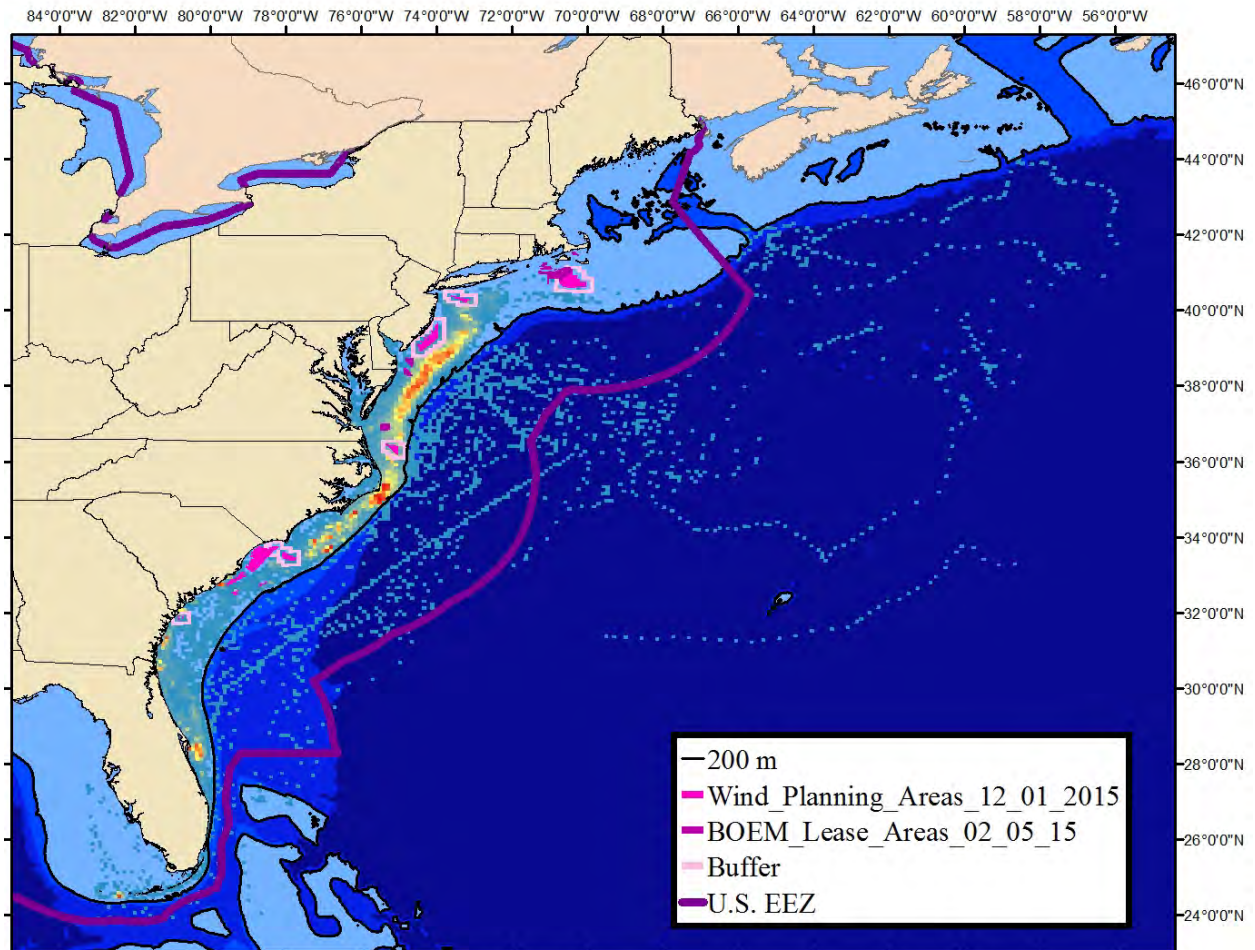 84°0'0"W 82°0'0"W 80°0'0"W 78°0'0"W 76°0'0"W 74°0'0"W 72°0'0"W 70°0'0"W 68°0'0"W 66°0'0"W 64°0'0"W 62°0'0"W 60°0'0"W 58°0'0"W 56°0'0"W
46°0'0"N
44°0'0"N
42°0'0"N
40°0'0"N
38°0'0"N
36°0'0"N
34°0'0"N
32°0'0"N
30°0'0"N
28°0'0"N
26°0'0"N
24°0'0"N
200 m
Wind_Planning_Areas_12_01_2015
BOEM_Lease_Areas_02_05_15
Buffer
U.S. EEZ